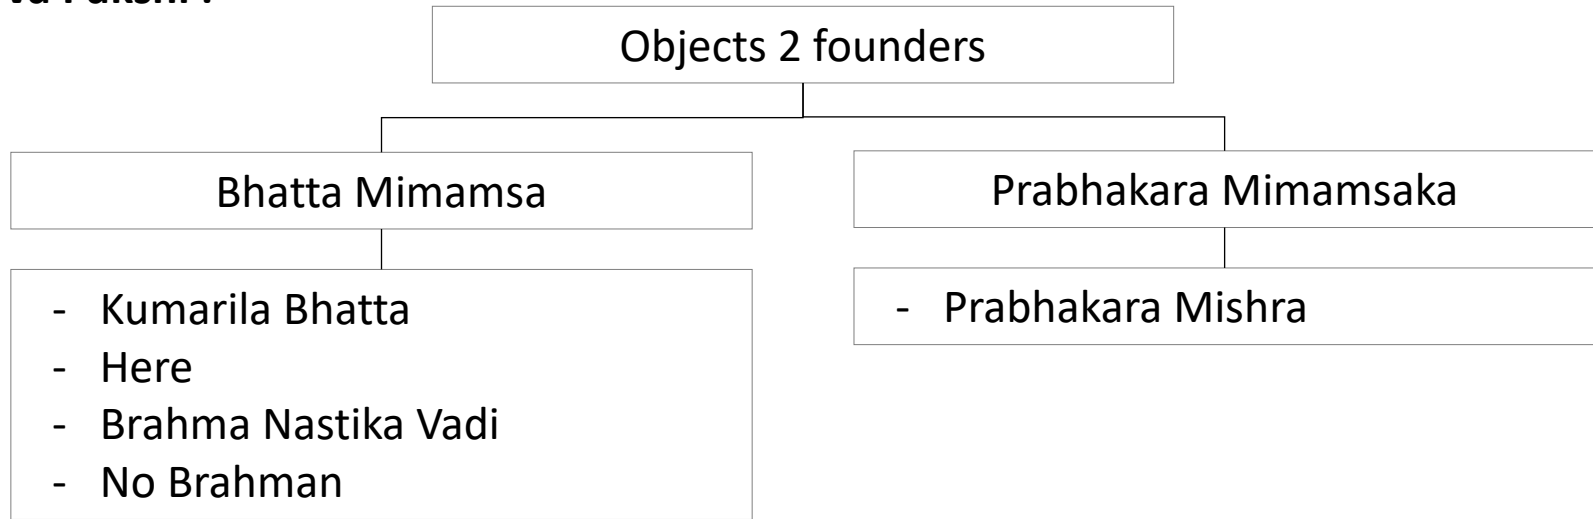 Objects 2 founders
Bhatta Mimamsa
Prabhakara Mimamsaka
- Kumarila Bhatta
- Here
- Brahma Nastika Vadi
- No Brahman
- Prabhakara Mishra